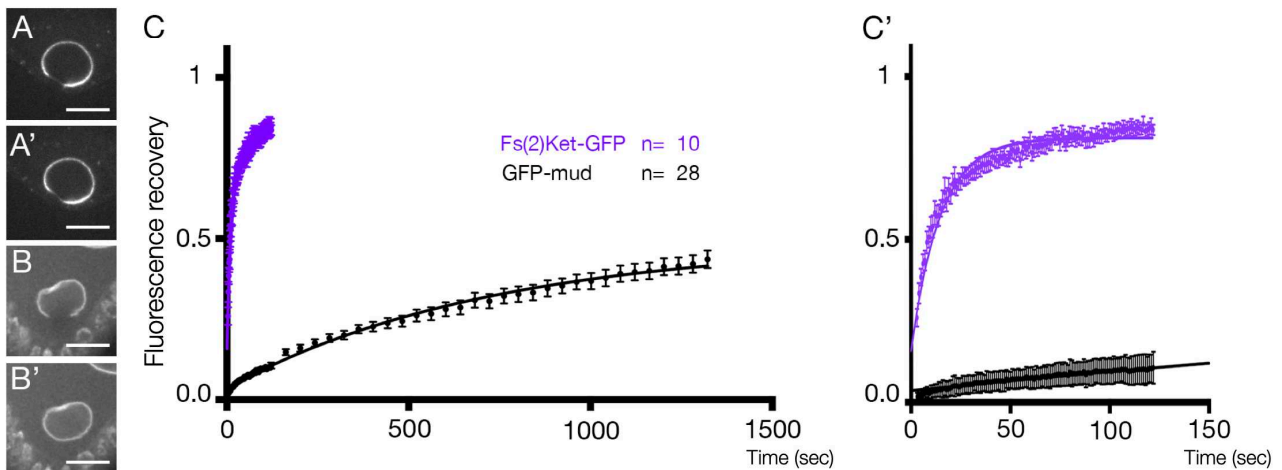 A
A'
B
B'
C
Fluorescence recovery
1
0.5
0.0
0
500
1000
1500
Time (sec)
Fs(2)Ket-GFP n= 10
GFP-mud n= 28
C'
1
0.5
0.0
0
50
100
150
Time (sec)